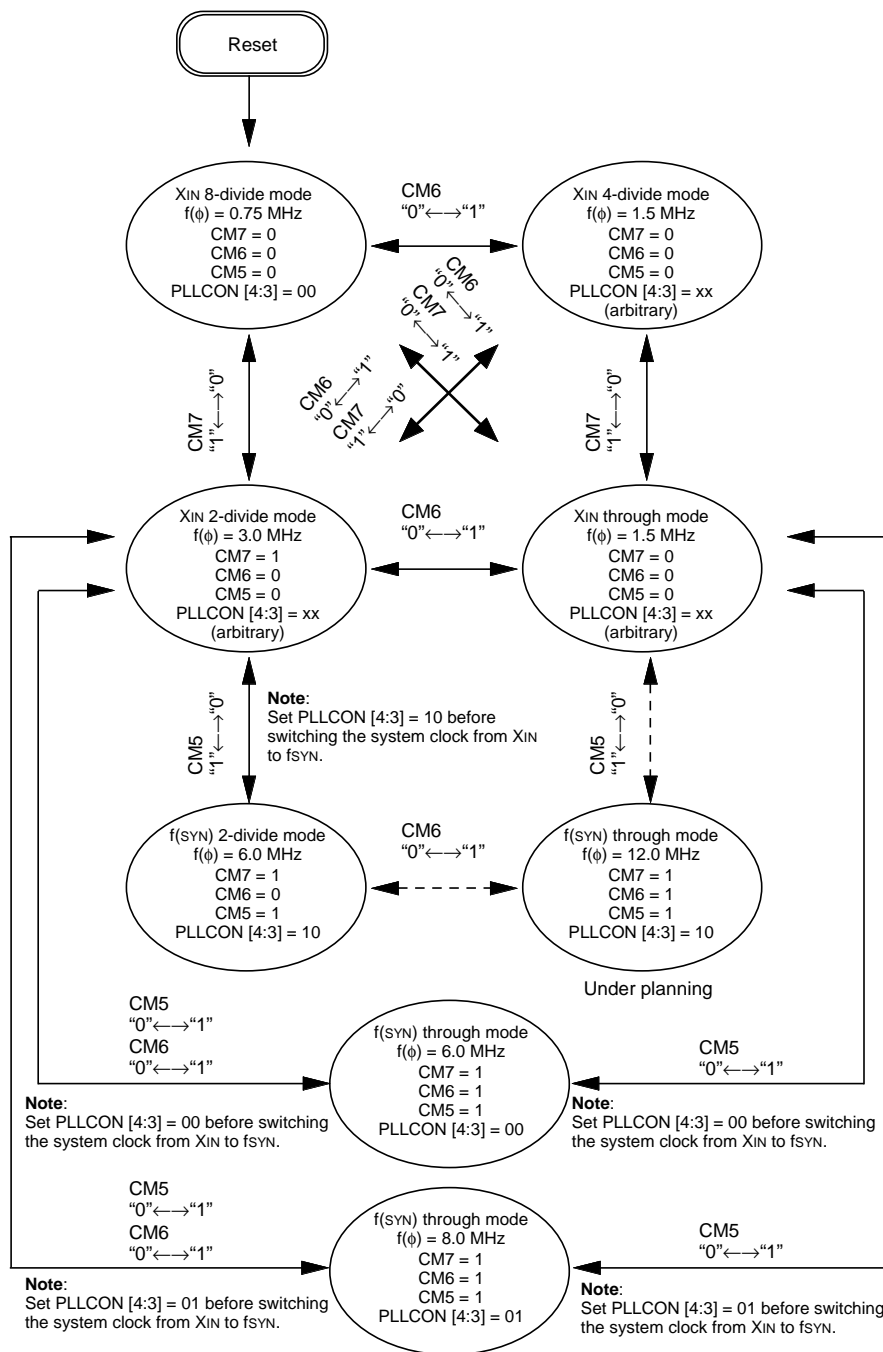 Reset
XIN 8-divide mode
f(ϕ) = 0.75 MHz
CM7 = 0
CM6 = 0
CM5 = 0
PLLCON [4:3] = 00
CM6
“0”←→“1”
XIN 4-divide mode
f(ϕ) = 1.5 MHz
CM7 = 0
CM6 = 0
CM5 = 0
PLLCON [4:3] = xx
(arbitrary)
CM6
“0”←→“1”
CM7
“0”←→“1”
CM6
“0”←→“1”
CM7
“1”←→“0”
CM7
“1”←→“0”
CM7
“1”←→“0”
XIN 2-divide mode
f(ϕ) = 3.0 MHz
CM7 = 1
CM6 = 0
CM5 = 0
PLLCON [4:3] = xx
(arbitrary)
CM6
“0”←→“1”
XIN through mode
f(ϕ) = 1.5 MHz
CM7 = 0
CM6 = 0
CM5 = 0
PLLCON [4:3] = xx
(arbitrary)
CM5
“1”←→“0”
Note:
Set PLLCON [4:3] = 10 before
switching the system clock from XIN
to fSYN.
CM5
“1”←→“0”
f(SYN) 2-divide mode
f(ϕ) = 6.0 MHz
CM7 = 1
CM6 = 0
CM5 = 1
PLLCON [4:3] = 10
CM6
“0”←→“1”
f(SYN) through mode
f(ϕ) = 12.0 MHz
CM7 = 1
CM6 = 1
CM5 = 1
PLLCON [4:3] = 10
Under planning
CM5
“0”←→“1”
CM6
“0”←→“1”
f(SYN) through mode
f(ϕ) = 6.0 MHz
CM7 = 1
CM6 = 1
CM5 = 1
PLLCON [4:3] = 00
CM5
“0”←→“1”
Note:
Set PLLCON [4:3] = 00 before switching
the system clock from XIN to fSYN.
Note:
Set PLLCON [4:3] = 00 before switching
the system clock from XIN to fSYN.
CM5
“0”←→“1”
CM6
“0”←→“1”
f(SYN) through mode
f(ϕ) = 8.0 MHz
CM7 = 1
CM6 = 1
CM5 = 1
PLLCON [4:3] = 01
CM5
“0”←→“1”
Note:
Set PLLCON [4:3] = 01 before switching
the system clock from XIN to fSYN.
Note:
Set PLLCON [4:3] = 01 before switching
the system clock from XIN to fSYN.